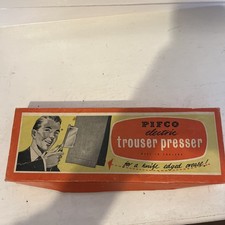 PIFCO
electric
trouser presser
... for a knife edged crease!